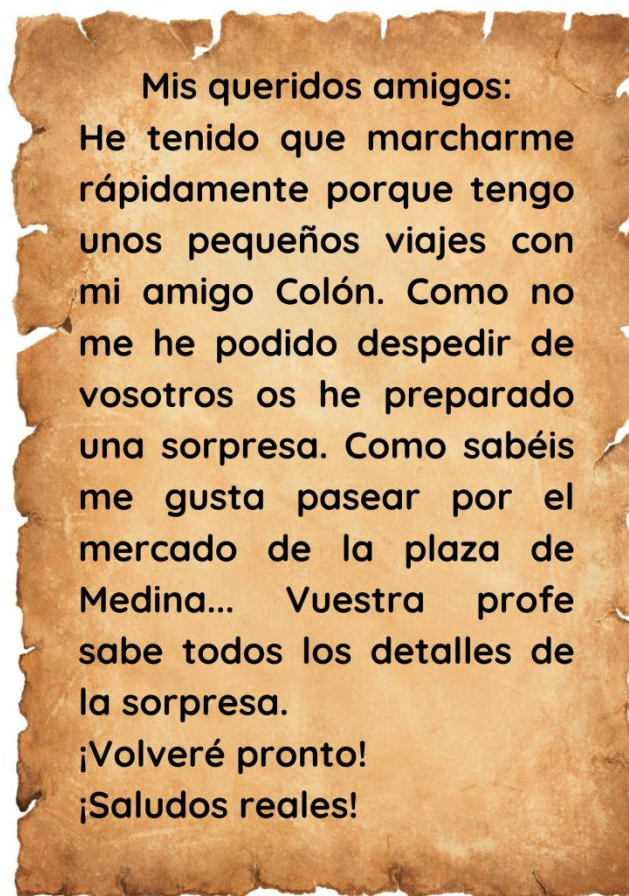 Mis queridos amigos:
He tenido que marcharme
rápidamente porque tengo
unos pequeños viajes con
mi amigo Colón. Como no
me he podido despedir de
vosotros os he preparado
una sorpresa. Como sabéis
me gusta pasear por el
mercado de la plaza de
Medina... Vuestra profe
sabe todos los detalles de
la sorpresa.
¡Volveré pronto!
¡Saludos reales!